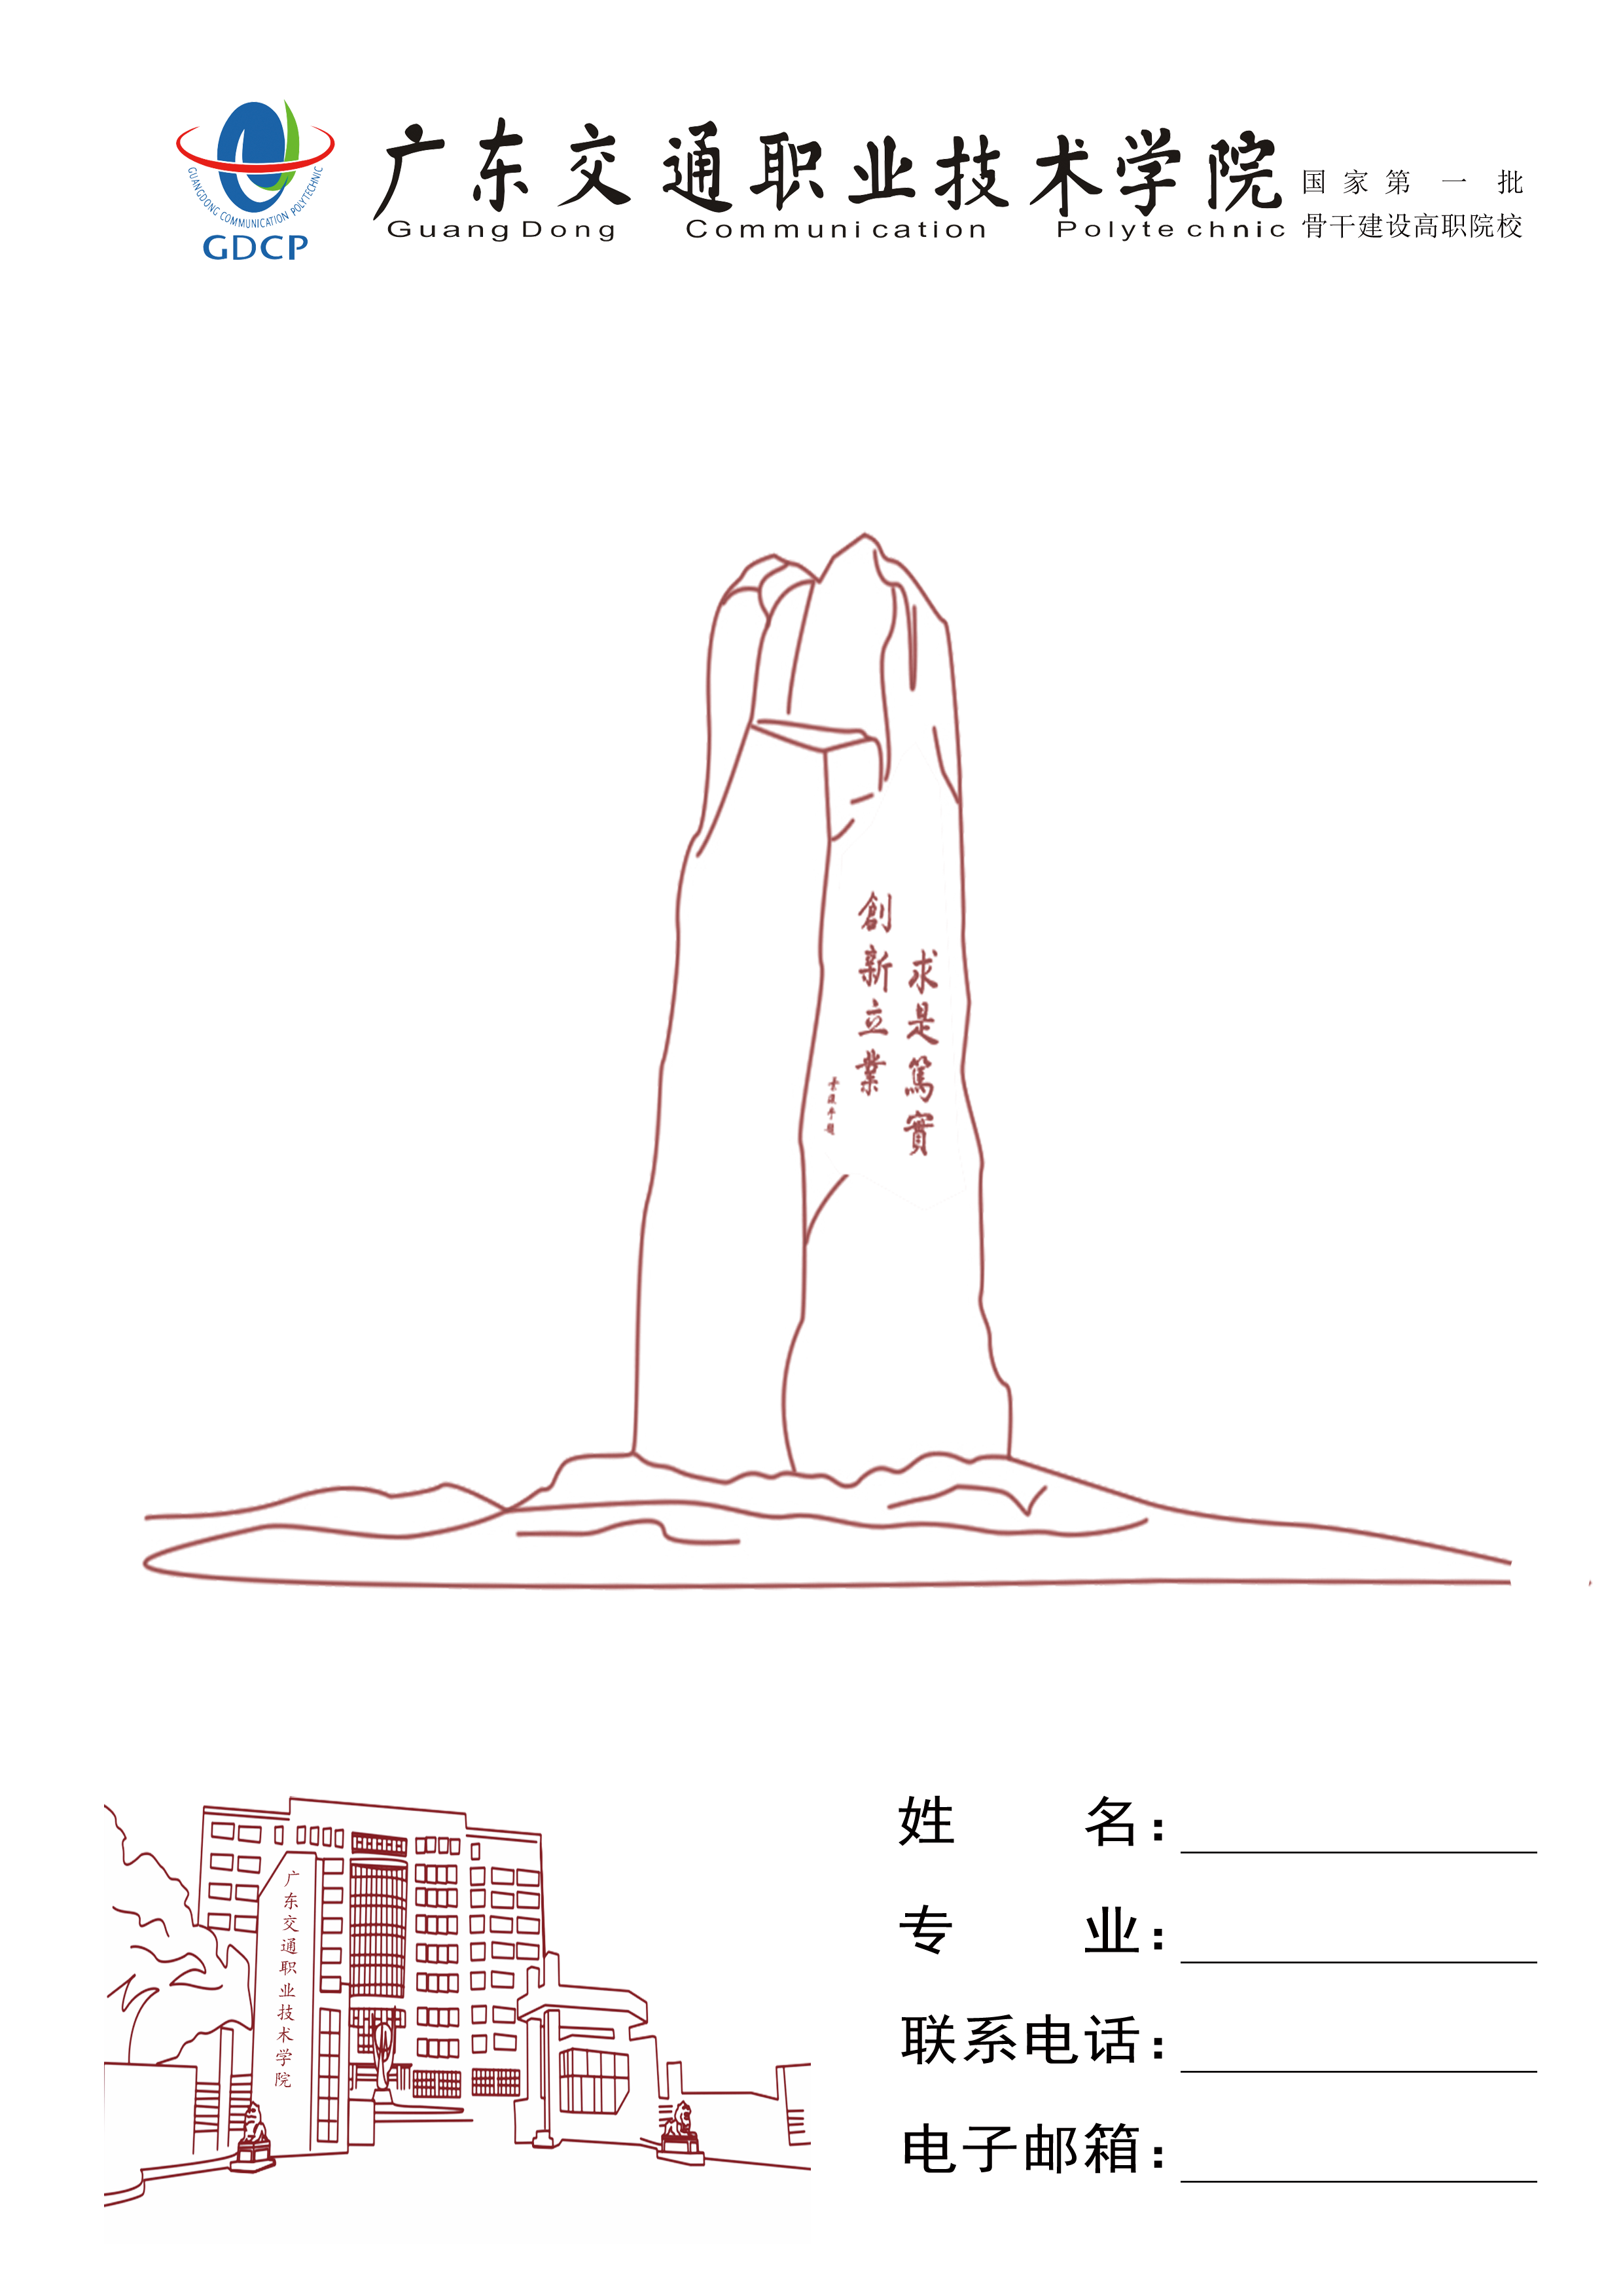 广东交通职业技术学院
GuangDong Communication Polytechnic
国家第一批
骨干建设高职院校
GUANGDONG COMMUNICATION POLYTECHNIC
GDCP
求是篤實
創新立業
广东交通职业技术学院
姓名：
专业：
联系电话：
电子邮箱：